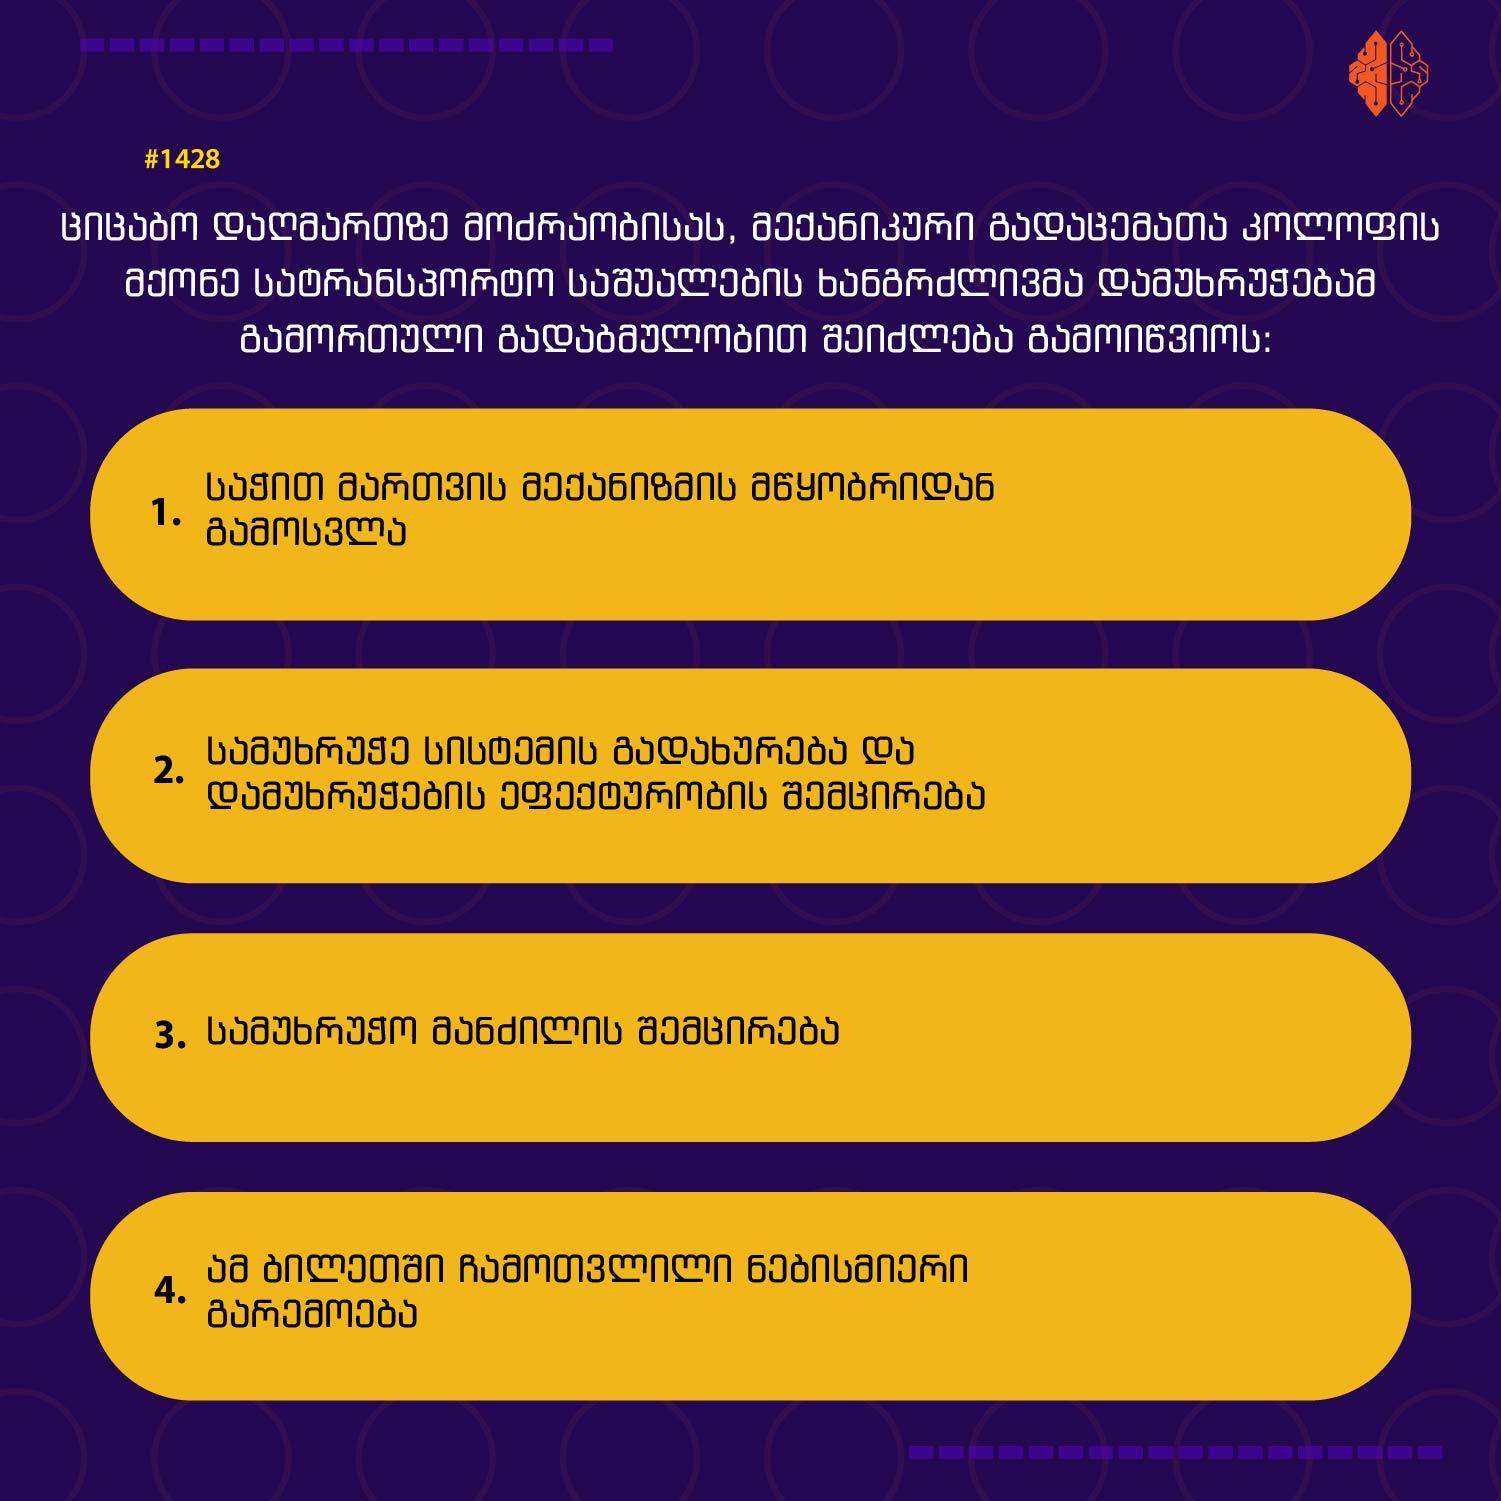 #1428
ციცაბო დაღმართზე მოძრაობისას, მექანიკური გადაცემათა კოლოფის
მქონე სატრანსპორტო საშუალების ხანგრძლივმა დამუხრუჭებამ
გამორთული გადაბმულობით შეიძლება გამოიწვიოს:
1. საჭით მართვის მექანიზმის მწყობრიდან
გამოსვლა
2. სამუხრუჭე სისტემის გადახურება და
დამუხრუჭების ეფექტურობის შემცირება
3. სამუხრუჭო მანძილის შემცირება
4. ამ ბილეთში ჩამოთვლილი ნებისმიერი
გარემოება